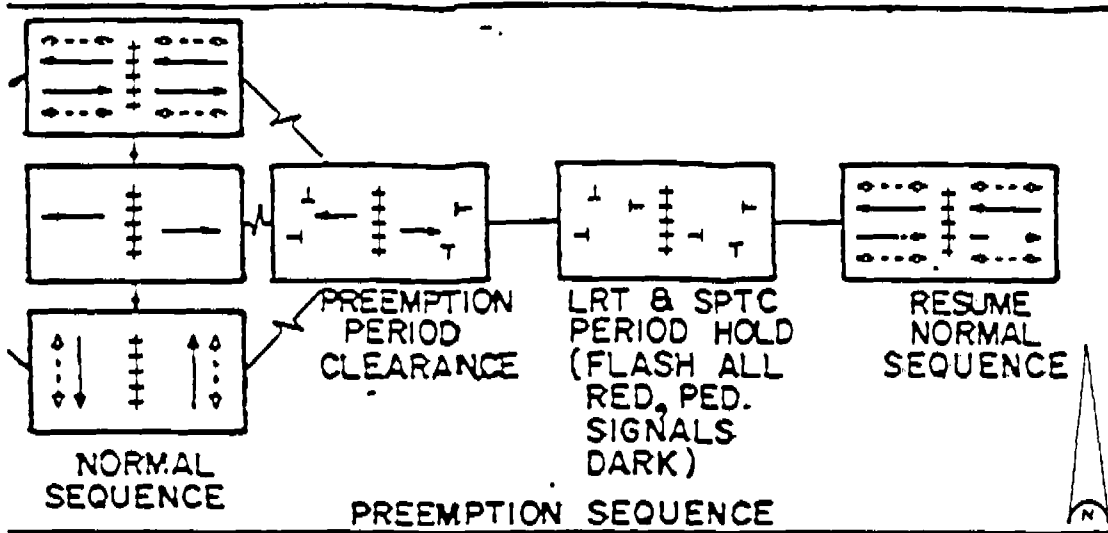 PREEMPTION
PERIOD
CLEARANCE
LRT & SPTC
PERIOD HOLD
(FLASH ALL
RED, PED.
SIGNALS
DARK)
RESUME
NORMAL
SEQUENCE
NORMAL
SEQUENCE
PREEMPTION SEQUENCE
N